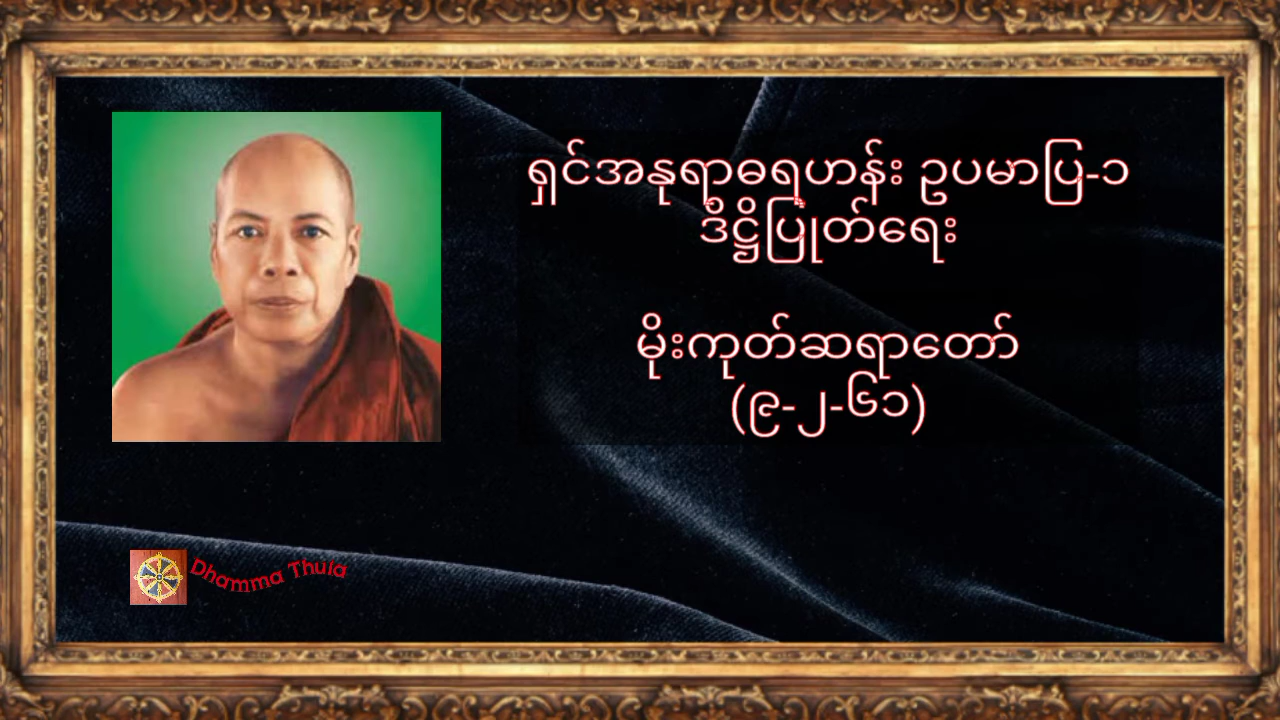 ရှင်အနုရာဓရဟန်း ဥပမာပြ-၁
ဒိဋ္ဌိပြုတ်ရေး
မိုးကုတ်ဆရာတော်
(၉-၂-၆၁)
Dhamma Thula